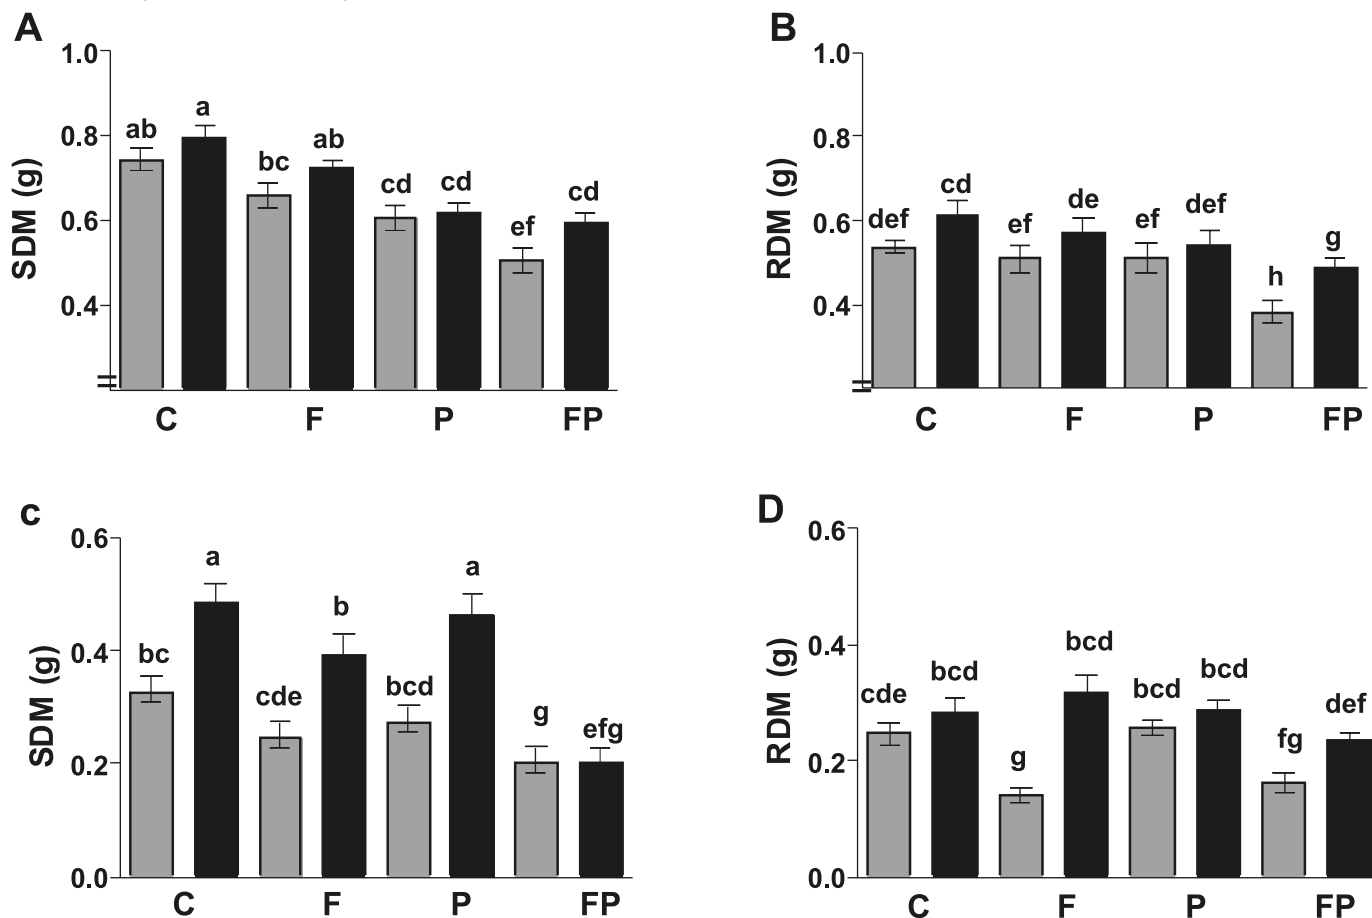 A
SDM (g)
1.0
0.8
0.6
0.4
ab
a
bc
ab
cd
cd
ef
cd
C F P FP
B
RDM (g)
1.0
0.8
0.6
0.4
def
cd
ef
de
ef
def
h
g
C F P FP
c
SDM (g)
0.6
0.4
0.2
0.0
bc
a
cde
b
bcd
a
g
efg
C F P FP
D
RDM (g)
0.6
0.4
0.2
0.0
cde
bcd
g
bcd
bcd
bcd
fg
def
C F P FP